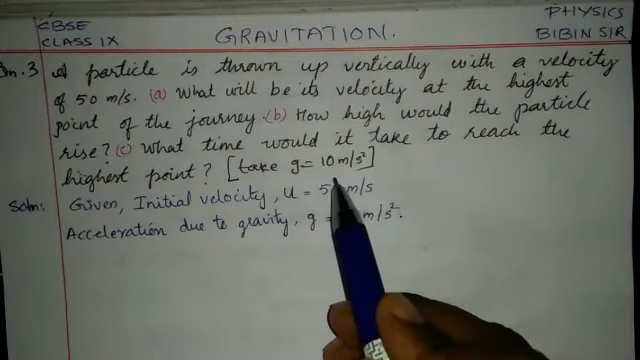 CBSE
CLASS IX
GRAVITATION.
PHYSICS
BIBIN SIR
Qn.3 A particle is thrown up vertically with a velocity
of 50 m/s. (a) What will be its velocity at the highest
point of the journey. (b) How high would the particle
rise? (c) What time would it take to reach the
highest point? [take g = 10 m/s²]
Soln: Given, Initial velocity, u = 5 m/s
Acceleration due to gravity, g = m/s².